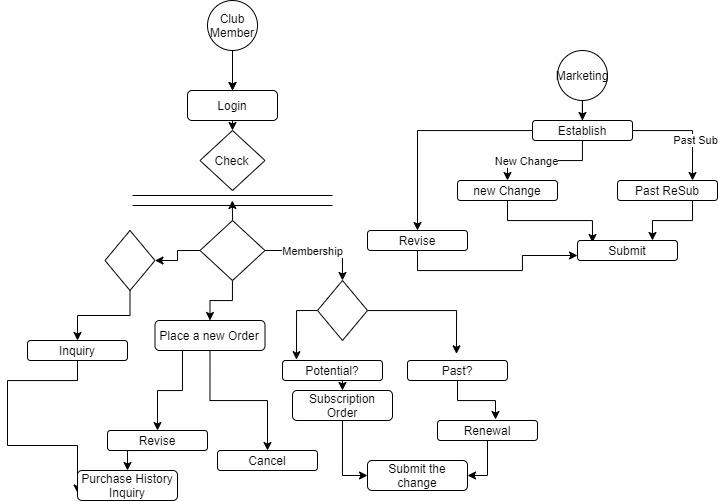 Club
Member
Marketing
Login
Establish
Past Sub
Check
New Change
new Change
Past ReSub
Revise
Submit
Membership
Place a new Order
Inquiry
Potential?
Past?
Subscription
Order
Revise
Renewal
Cancel
Purchase History
Inquiry
Submit the
change